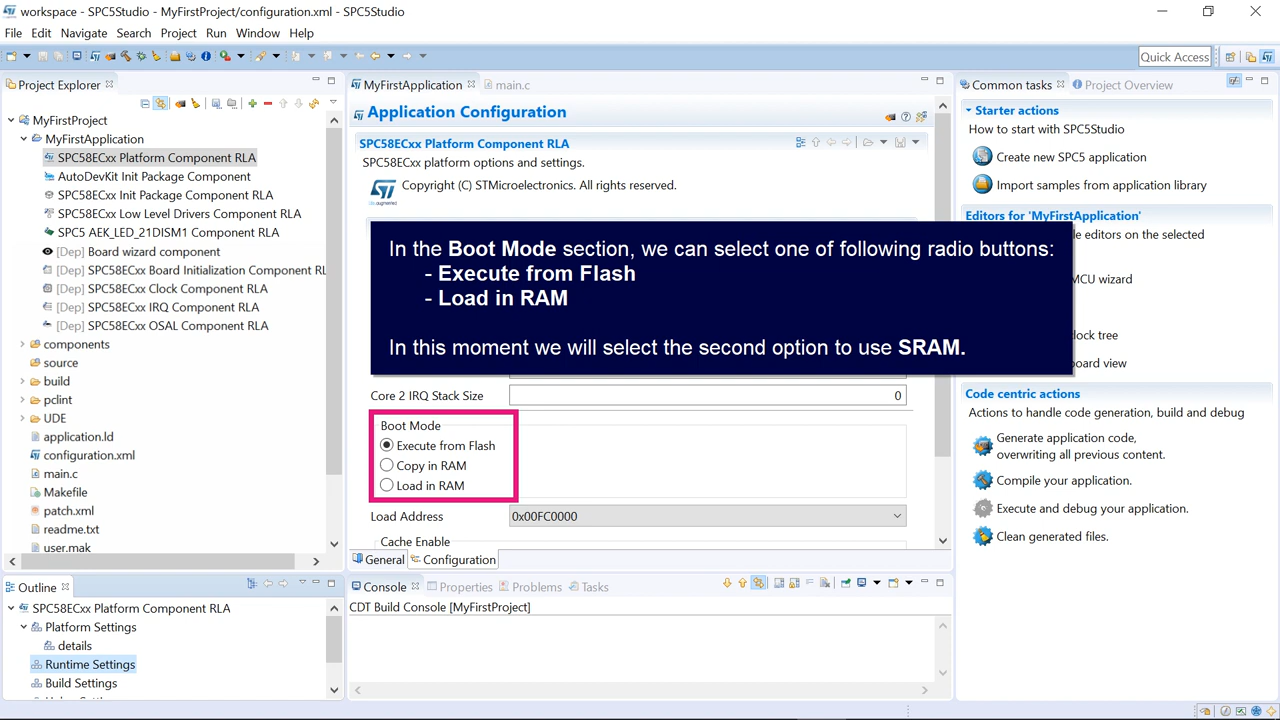 workspace - SPC5Studio - MyFirstProject/configuration.xml - SPC5Studio
File Edit Navigate Search Project Run Window Help
Quick Access
Project Explorer
MyFirstProject
MyFirstApplication
SPC58ECxx Platform Component RLA
AutoDevKit Init Package Component
SPC58ECxx Init Package Component RLA
SPC58ECxx Low Level Drivers Component RLA
SPC5 AEK_LED_21DISM1 Component RLA
[Dep] Board wizard component
[Dep] SPC58ECxx Board Initialization Component RL
[Dep] SPC58ECxx Clock Component RLA
[Dep] SPC58ECxx IRQ Component RLA
[Dep] SPC58ECxx OSAL Component RLA
components
source
build
pclint
UDE
application.ld
configuration.xml
main.c
Makefile
patch.xml
readme.txt
user.mak
Outline
SPC58ECxx Platform Component RLA
Platform Settings
details
Runtime Settings
Build Settings
MyFirstApplication main.c
Application Configuration
SPC58ECxx Platform Component RLA
SPC58ECxx platform options and settings.
Copyright (C) STMicroelectronics. All rights reserved.
In the Boot Mode section, we can select one of following radio buttons:
- Execute from Flash
- Load in RAM
In this moment we will select the second option to use SRAM.
Core 2 IRQ Stack Size 0
Boot Mode
Execute from Flash
Copy in RAM
Load in RAM
Load Address 0x00FC0000
Cache Enable
General Configuration
Console Properties Problems Tasks
CDT Build Console [MyFirstProject]
Common tasks Project Overview
Starter actions
How to start with SPC5Studio
Create new SPC5 application
Import samples from application library
Editors for 'MyFirstApplication'
le editors on the selected
MCU wizard
lock tree
oard view
Code centric actions
Actions to handle code generation, build and debug
Generate application code,
overwriting all previous content.
Compile your application.
Execute and debug your application.
Clean generated files.